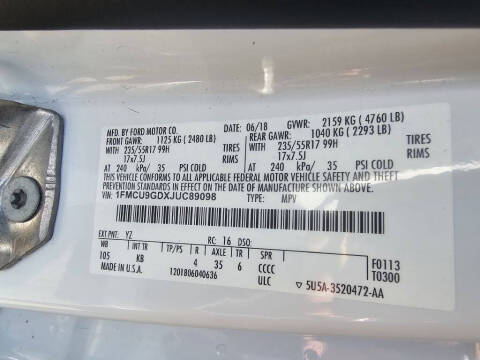 MFD. BY FORD MOTOR CO.
DATE: 06/18 GVWR: 2159 KG (4760 LB)
FRONT GAWR: 1125 KG (2480 LB) REAR GAWR: 1040 KG (2293 LB)
WITH 235/55R17 99H TIRES WITH 235/55R17 99H TIRES
17x7.5J RIMS 17x7.5J RIMS
AT 240 kPa/ 35 PSI COLD AT 240 kPa/ 35 PSI COLD
THIS VEHICLE CONFORMS TO ALL APPLICABLE FEDERAL MOTOR VEHICLE SAFETY AND THEFT
PREVENTION STANDARDS IN EFFECT ON THE DATE OF MANUFACTURE SHOWN ABOVE.
VIN: 1FMCU9GDXJUC89098
TYPE: MPV
EXT PNT: YZ RC: 16 DSO: F0113
WB INT TR TP/PS R AXLE TR SPR T0300
105 KB 4 35 6 CCCC
MADE IN U.S.A. 1201806040636 ULC
5U5A-3520472-AA